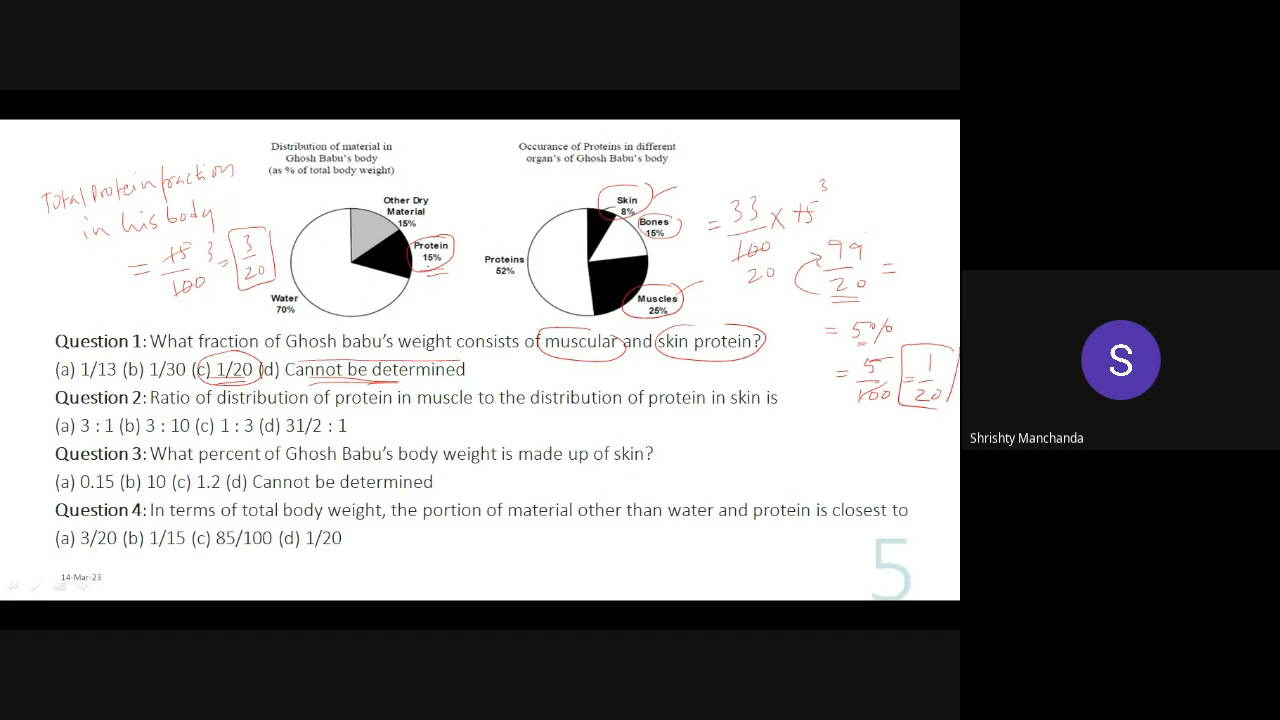 Distribution of material in
Ghosh Babu's body
(as % of total body weight)
Other Dry
Material
15%
Protein
15%
Water
70%
Occurance of Proteins in different
organ's of Ghosh Babu's body
Skin
8%
Bones
15%
Muscles
25%
Proteins
52%
Total Protein fraction
in his body
= 15/100 3 = 3/20
= 33/100 × 15 3
20
99/20 =
= 5%
= 5/100 = 1/20
Question 1: What fraction of Ghosh babu's weight consists of muscular and skin protein?
(a) 1/13 (b) 1/30 (c) 1/20 (d) Cannot be determined
Question 2: Ratio of distribution of protein in muscle to the distribution of protein in skin is
(a) 3 : 1 (b) 3 : 10 (c) 1 : 3 (d) 31/2 : 1
Question 3: What percent of Ghosh Babu's body weight is made up of skin?
(a) 0.15 (b) 10 (c) 1.2 (d) Cannot be determined
Question 4: In terms of total body weight, the portion of material other than water and protein is closest to
(a) 3/20 (b) 1/15 (c) 85/100 (d) 1/20
14-Mar-23
5
S
Shrishty Manchanda